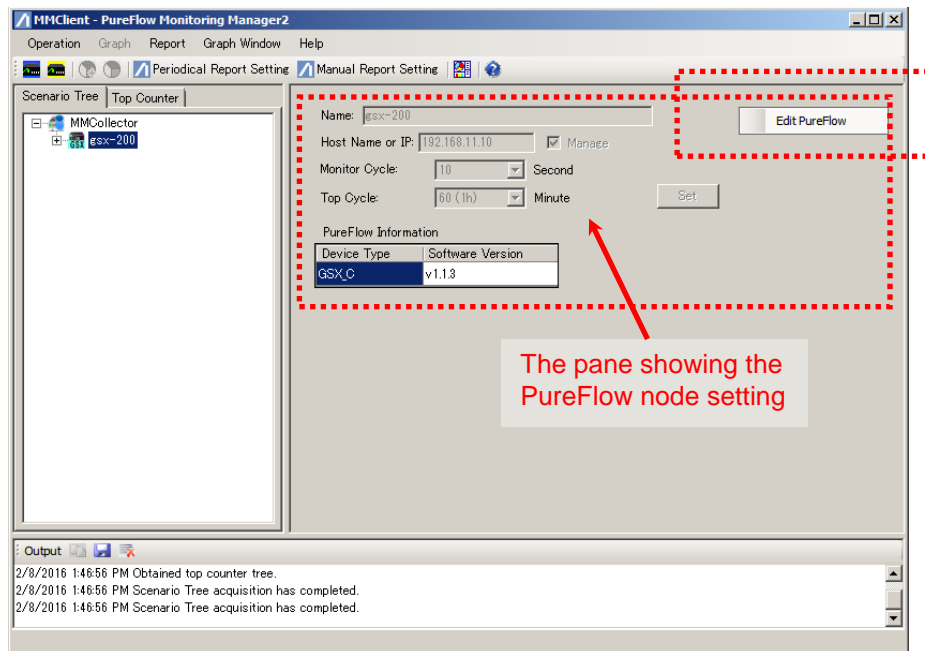 MMClient - PureFlow Monitoring Manager2
Operation Graph Report Graph Window Help
Periodical Report Setting Manual Report Setting
Scenario Tree Top Counter
MMCollector
gsx-200
Name: gsx-200
Edit PureFlow
Host Name or IP: 192.168.11.10 Manage
Monitor Cycle: 10 Second
Top Cycle: 60 (1h) Minute Set
PureFlow Information
Device Type Software Version
GSX_C v1.1.3
The pane showing the
PureFlow node setting
Output
2/8/2016 1:46:56 PM Obtained top counter tree.
2/8/2016 1:46:56 PM Scenario Tree acquisition has completed.
2/8/2016 1:46:56 PM Scenario Tree acquisition has completed.